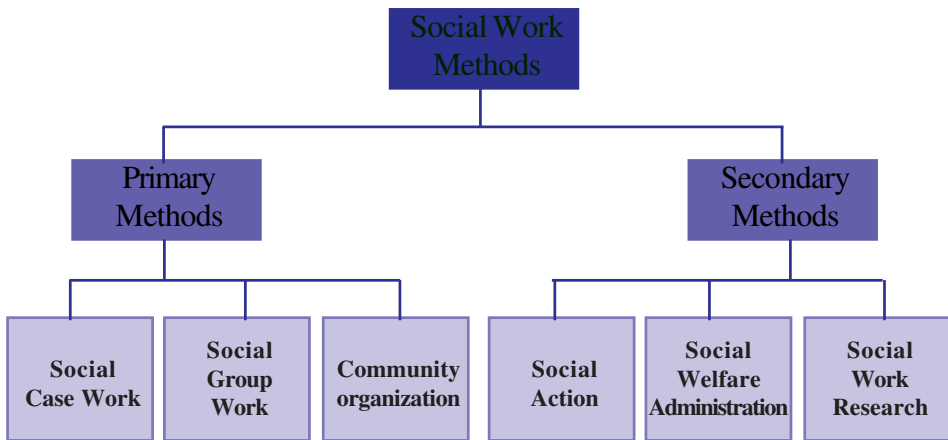 Social Work
Methods
Primary
Methods
Secondary
Methods
Social
Case Work
Social
Group
Work
Community
organization
Social
Action
Social
Welfare
Administration
Social
Work
Research